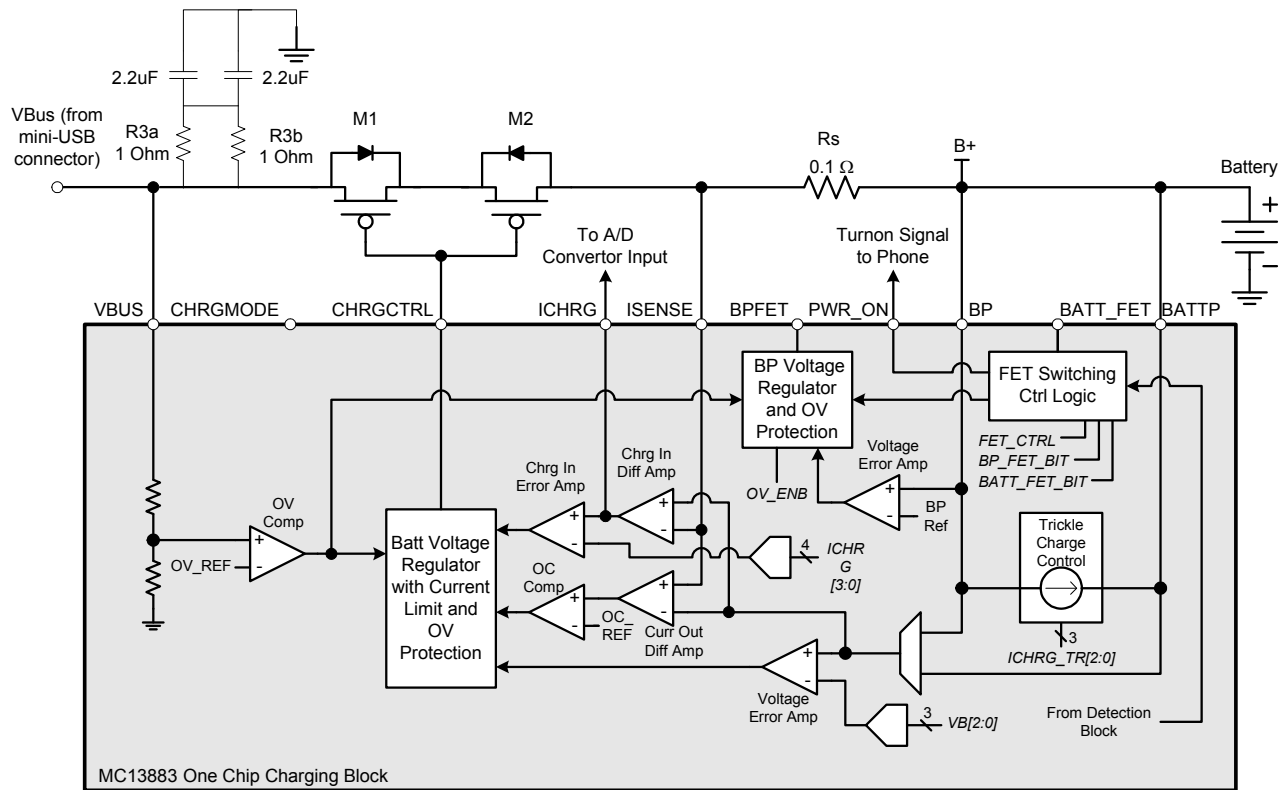 2.2uF
2.2uF
VBus (from
mini-USB
connector)
R3a
1 Ohm
R3b
1 Ohm
M1
M2
Rs
0.1 Ω
B+
Battery
+
-
To A/D
Convertor Input
Turnon Signal
to Phone
VBUS
CHRGMODE
CHRGCTRL
ICHRG
ISENSE
BPFET
PWR_ON
BP
BATT_FET
BATTP
BP Voltage
Regulator
and OV
Protection
FET Switching
Ctrl Logic
FET_CTRL
BP_FET_BIT
BATT_FET_BIT
OV_ENB
Voltage
Error Amp
+
-
BP
Ref
Chrg In
Error Amp
+
-
Chrg In
Diff Amp
+
-
OV
Comp
+
-
OV_REF
Batt Voltage
Regulator
with Current
Limit and
OV
Protection
4
ICHR
G
[3:0]
OC
Comp
+
-
OC_
REF
+
-
Curr Out
Diff Amp
Trickle
Charge
Control
3
ICHRG_TR[2:0]
+
-
Voltage
Error Amp
3
VB[2:0]
From Detection
Block
MC13883 One Chip Charging Block